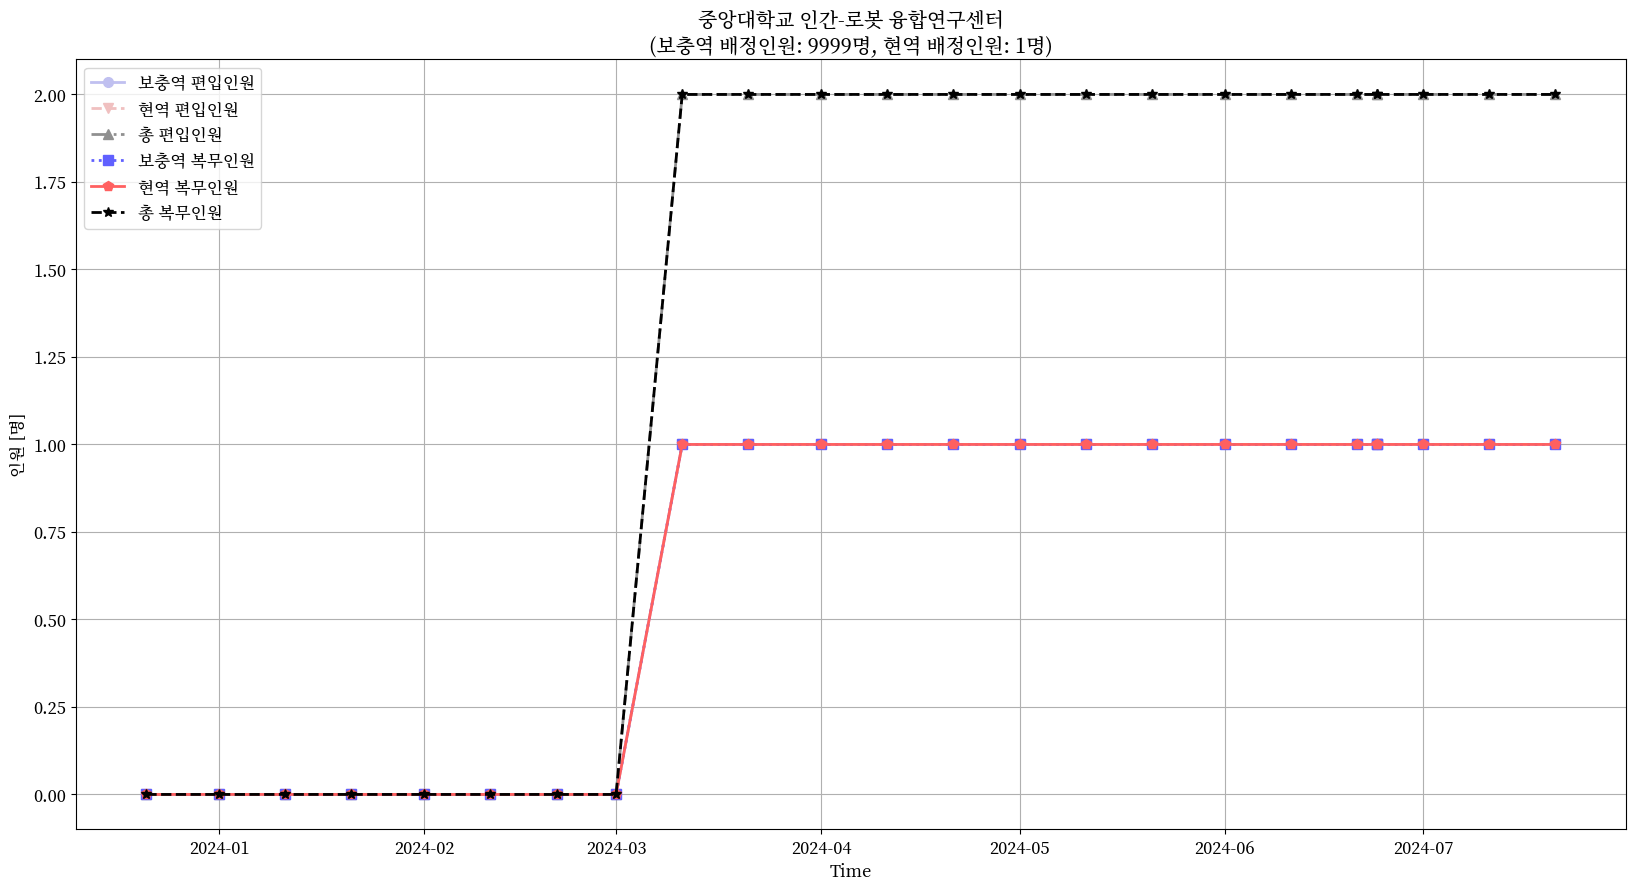 중앙대학교 인간-로봇 융합연구센터
(보충역 배정인원: 9999명, 현역 배정인원: 1명)
보충역 편입인원
현역 편입인원
총 편입인원
보충역 복무인원
현역 복무인원
총 복무인원
2.00
1.75
1.50
1.25
1.00
0.75
0.50
0.25
0.00
인원 [명]
2024-01 2024-02 2024-03 2024-04 2024-05 2024-06 2024-07
Time